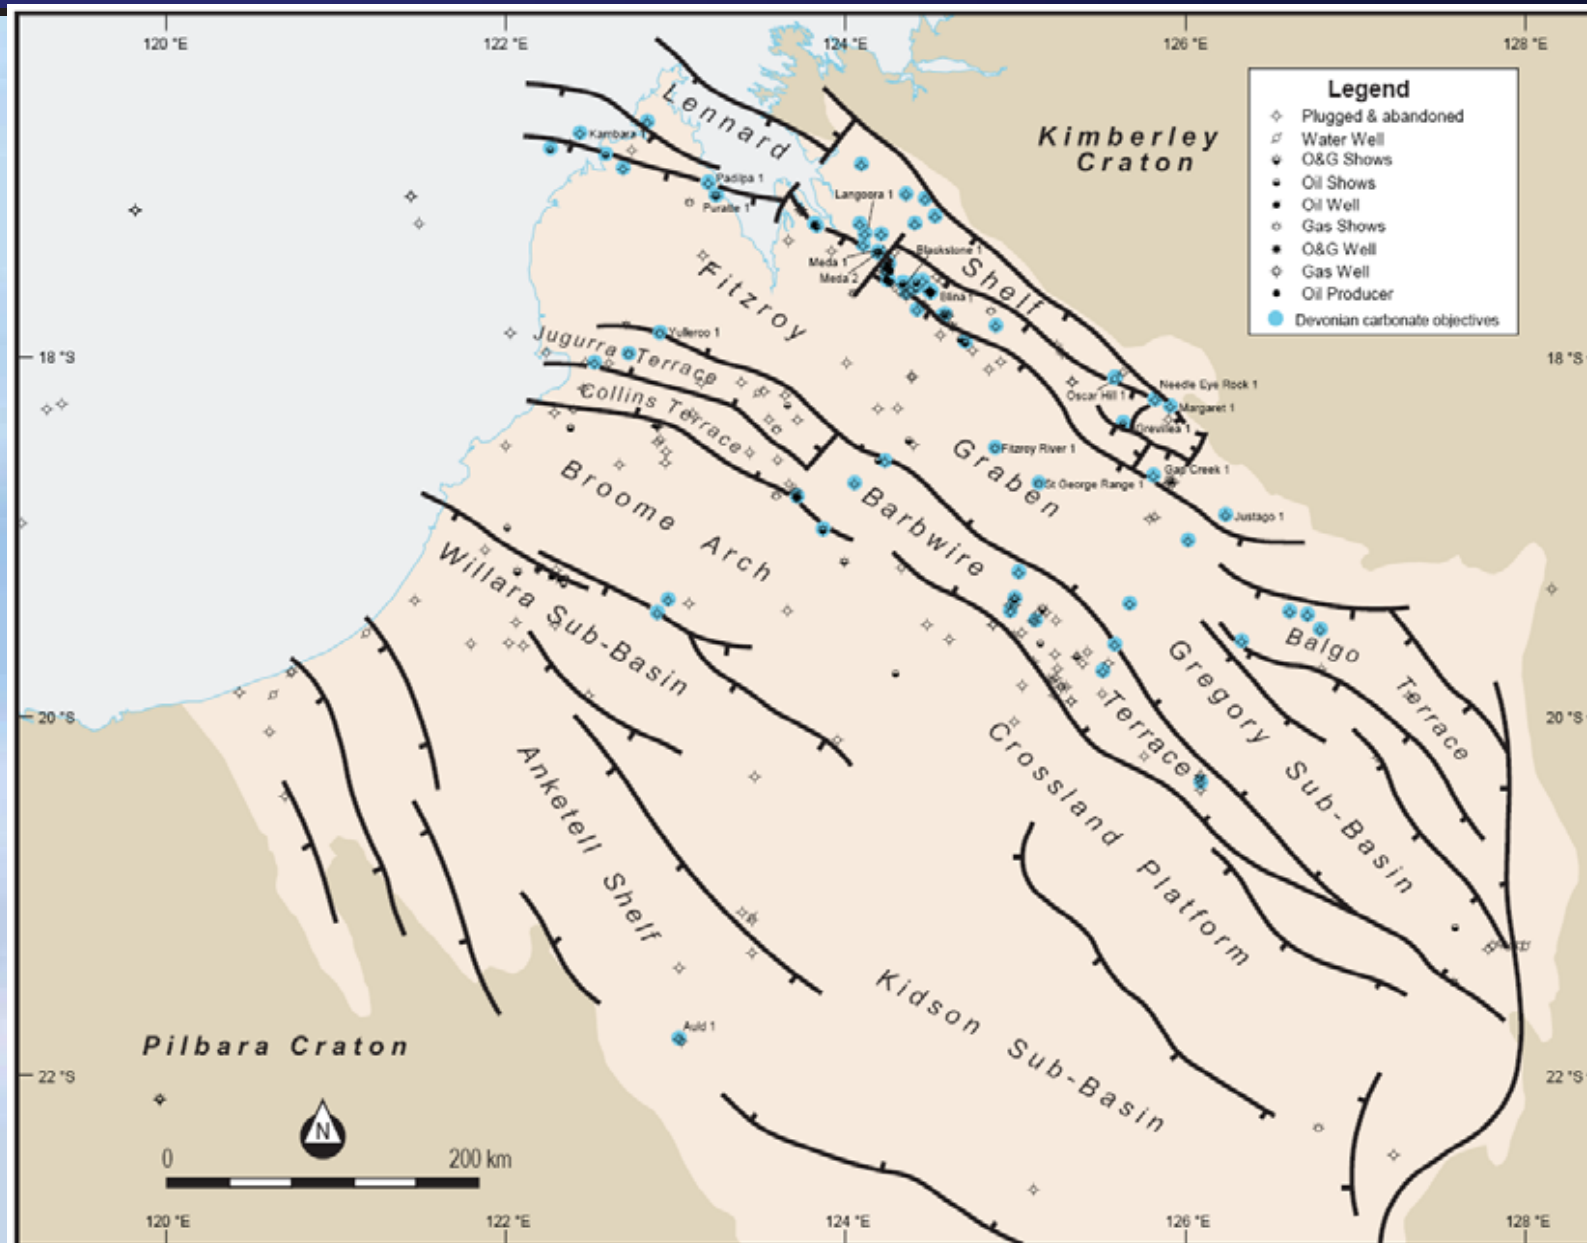 120 °E
122 °E
124 °E
126 °E
128 °E
Legend
Plugged & abandoned
Water Well
O&G Shows
Oil Shows
Oil Well
Gas Shows
O&G Well
Gas Well
Oil Producer
Devonian carbonate objectives
Kimberley
Craton
Lennard
Shelf
Kambara 1
Padilpa 1
Puratte 1
Langoora 1
Blackstone 1
Meda 1
Meda 2
Blina 1
Fitzroy
Graben
Yulleroo 1
18 °S
18 °S
Jugurra Terrace
Collins Terrace
Needle Eye Rock 1
Oscar Hill 1
Margaret 1
Grevillea 1
Fitzroy River 1
Gap Creek 1
St George Range 1
Justago 1
Broome Arch
Barbwire
Terrace
Willara Sub-Basin
Gregory
Sub-Basin
Balgo
Terrace
20 °S
20 °S
Anketell Shelf
Crossland Platform
Kidson Sub-Basin
Auld 1
Pilbara Craton
22 °S
22 °S
N
0
200 km
120 °E
122 °E
124 °E
126 °E
128 °E